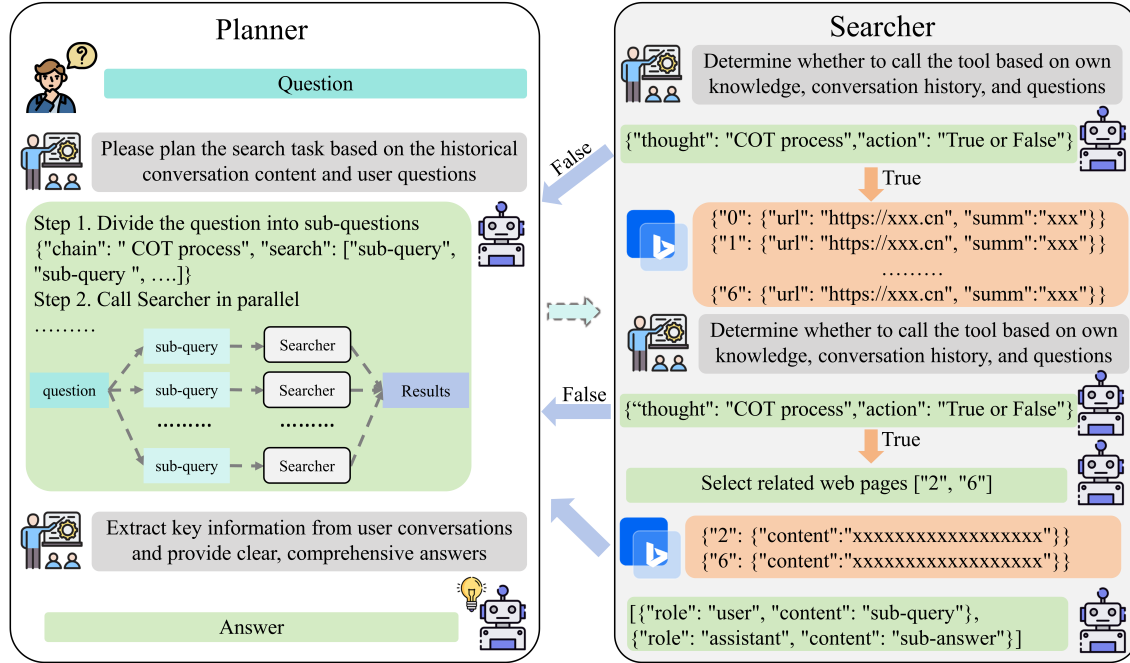 Planner
Question
Please plan the search task based on the historical
conversation content and user questions
Step 1. Divide the question into sub-questions
{"chain": " COT process", "search": ["sub-query",
"sub-query ", ….]}
Step 2. Call Searcher in parallel
………
question
sub-query
Searcher
sub-query
Searcher
………
………
sub-query
Searcher
Results
Extract key information from user conversations
and provide clear, comprehensive answers
Answer
False
False
Searcher
Determine whether to call the tool based on own
knowledge, conversation history, and questions
{"thought": "COT process","action": "True or False"}
True
{"0": {"url": "https://xxx.cn", "summ":"xxx"}}
{"1": {"url": "https://xxx.cn", "summ":"xxx"}}
………
{"6": {"url": "https://xxx.cn", "summ":"xxx"}}
Determine whether to call the tool based on own
knowledge, conversation history, and questions
{“thought": "COT process","action": "True or False"}
True
Select related web pages ["2", "6"]
{"2": {"content":"xxxxxxxxxxxxxxxxxx"}}
{"6": {"content":"xxxxxxxxxxxxxxxxxx"}}
[{"role": "user", "content": "sub-query"},
{"role": "assistant", "content": "sub-answer"}]